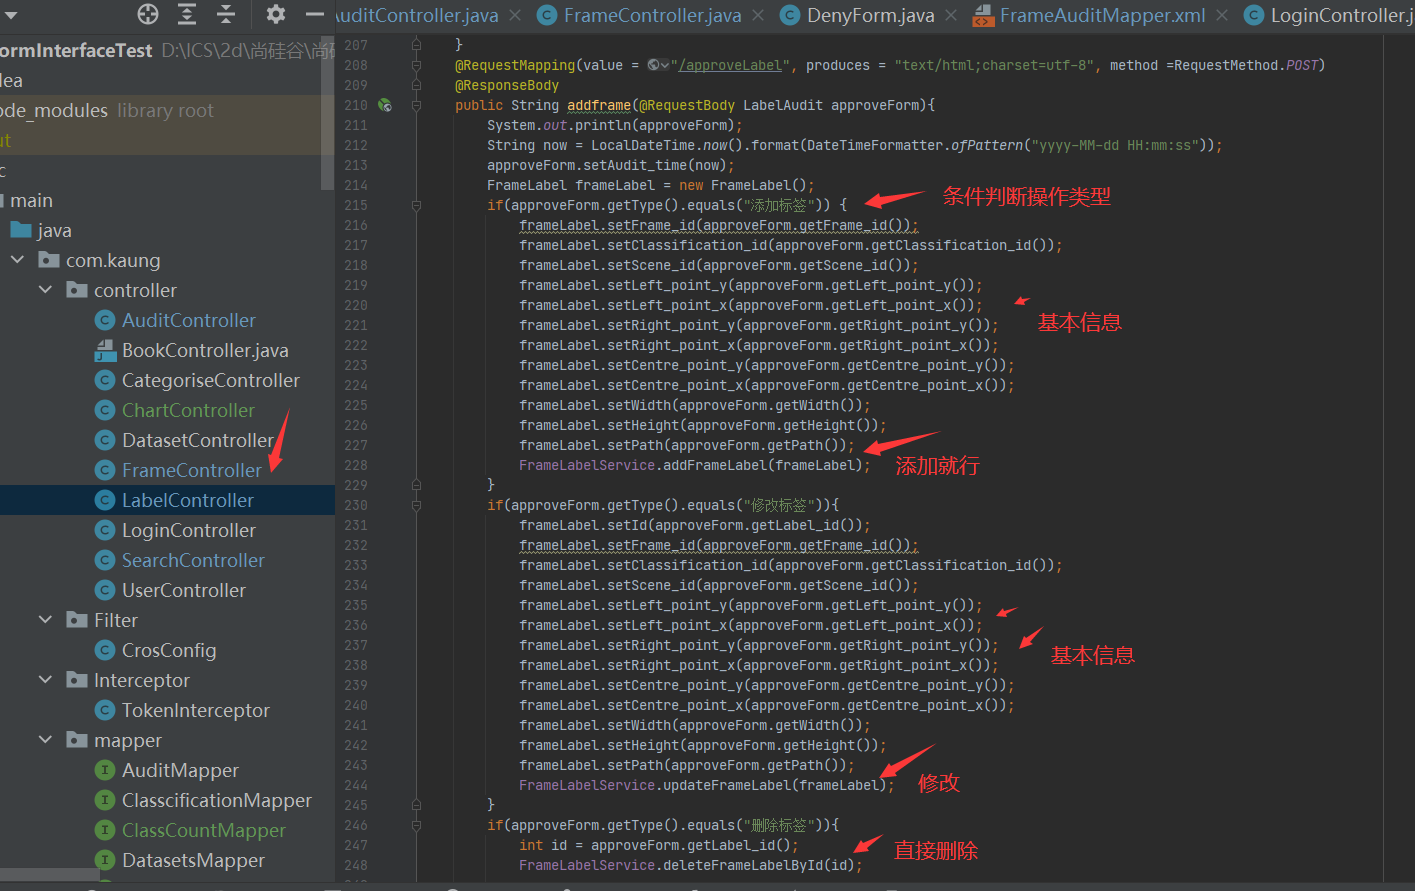 AuditController.java
FrameController.java
DenyForm.java
FrameAuditMapper.xml
LoginController.j
ormInterfaceTest D:\ICS\2d\尚硅谷\尚硅
dea
ode_modules library root
ut
c
main
java
com.kaung
controller
AuditController
BookController.java
CategoriseController
ChartController
DatasetController
FrameController
LabelController
LoginController
SearchController
UserController
Filter
CrosConfig
Interceptor
TokenInterceptor
mapper
AuditMapper
ClasscificationMapper
ClassCountMapper
DatasetsMapper
207 }
208 @RequestMapping(value = "/approveLabel", produces = "text/html;charset=utf-8", method =RequestMethod.POST)
209 @ResponseBody
210 public String addframe(@RequestBody LabelAudit approveForm){
211 System.out.println(approveForm);
212 String now = LocalDateTime.now().format(DateTimeFormatter.ofPattern("yyyy-MM-dd HH:mm:ss"));
213 approveForm.setAudit_time(now);
214 FrameLabel frameLabel = new FrameLabel();
215 if(approveForm.getType().equals("添加标签")) { 条件判断操作类型
216 frameLabel.setFrame_id(approveForm.getFrame_id());
217 frameLabel.setClassification_id(approveForm.getClassification_id());
218 frameLabel.setScene_id(approveForm.getScene_id());
219 frameLabel.setLeft_point_y(approveForm.getLeft_point_y());
220 frameLabel.setLeft_point_x(approveForm.getLeft_point_x());
基本信息
221 frameLabel.setRight_point_y(approveForm.getRight_point_y());
222 frameLabel.setRight_point_x(approveForm.getRight_point_x());
223 frameLabel.setCentre_point_y(approveForm.getCentre_point_y());
224 frameLabel.setCentre_point_x(approveForm.getCentre_point_x());
225 frameLabel.setWidth(approveForm.getWidth());
226 frameLabel.setHeight(approveForm.getHeight());
227 frameLabel.setPath(approveForm.getPath());
228 FrameLabelService.addFrameLabel(frameLabel); 添加就行
229 }
230 if(approveForm.getType().equals("修改标签")){
231 frameLabel.setId(approveForm.getLabel_id());
232 frameLabel.setFrame_id(approveForm.getFrame_id());
233 frameLabel.setClassification_id(approveForm.getClassification_id());
234 frameLabel.setScene_id(approveForm.getScene_id());
235 frameLabel.setLeft_point_y(approveForm.getLeft_point_y());
236 frameLabel.setLeft_point_x(approveForm.getLeft_point_x());
237 frameLabel.setRight_point_y(approveForm.getRight_point_y());
基本信息
238 frameLabel.setRight_point_x(approveForm.getRight_point_x());
239 frameLabel.setCentre_point_y(approveForm.getCentre_point_y());
240 frameLabel.setCentre_point_x(approveForm.getCentre_point_x());
241 frameLabel.setWidth(approveForm.getWidth());
242 frameLabel.setHeight(approveForm.getHeight());
243 frameLabel.setPath(approveForm.getPath());
244 FrameLabelService.updateFrameLabel(frameLabel); 修改
245 }
246 if(approveForm.getType().equals("删除标签")){
247 int id = approveForm.getLabel_id(); 直接删除
248 FrameLabelService.deleteFrameLabelById(id);